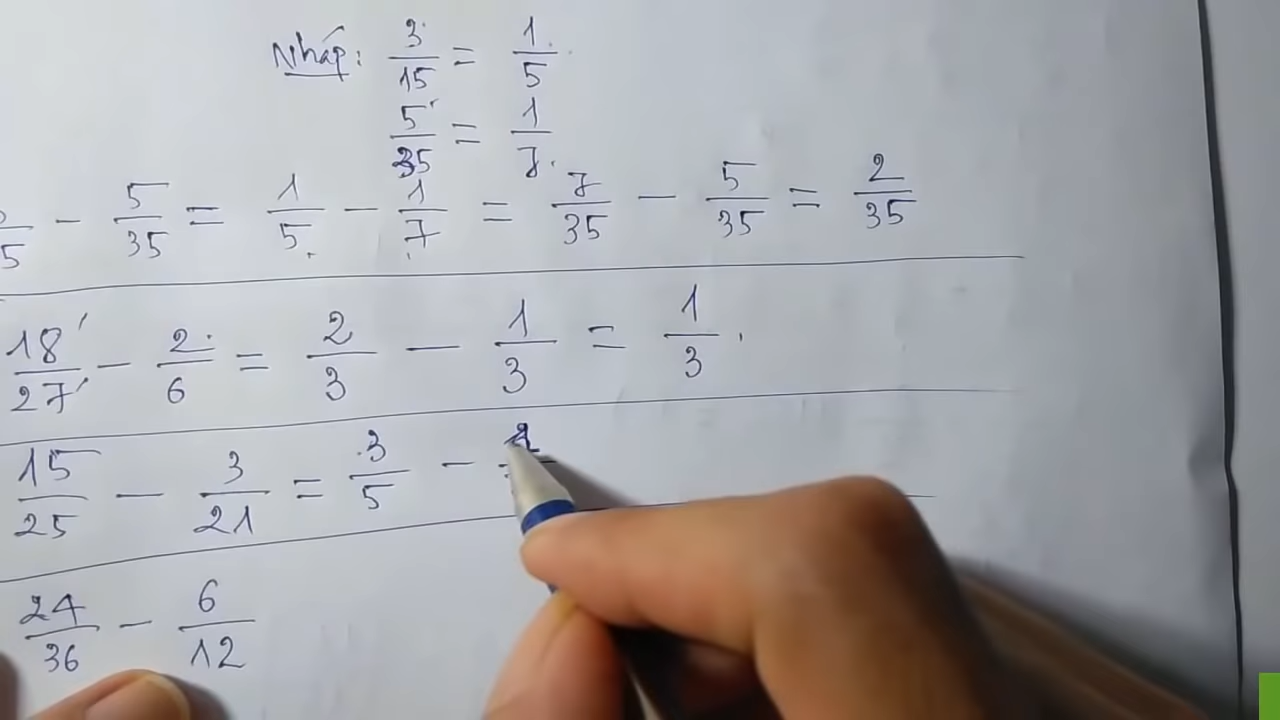 Nháp: 3/15 = 1/5
5/35 = 1/7
- 5/35 = 1/5 - 1/7 = 7/35 - 5/35 = 2/35
18/27 - 2/6 = 2/3 - 1/3 = 1/3
15/25 - 3/21 = 3/5 -
24/36 - 6/12